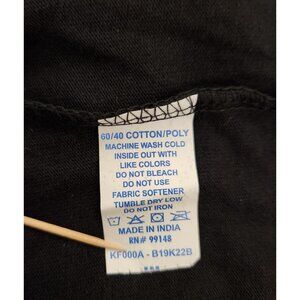 60/40 COTTON/POLY
MACHINE WASH COLD
INSIDE OUT WITH
LIKE COLORS
DO NOT BLEACH
DO NOT USE
FABRIC SOFTENER
TUMBLE DRY LOW
DO NOT IRON
MADE IN INDIA
RN# 99148
KF000A - B19K22B